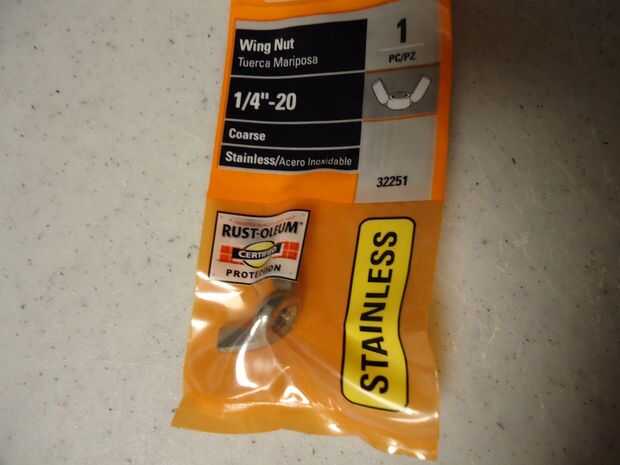 Wing Nut
Tuerca Mariposa
1
PC/PZ
1/4"-20
Coarse
Stainless/Acero Inoxidable
32251
RUST-OLEUM®
CERTIFIED
PROTECTION
STAINLESS